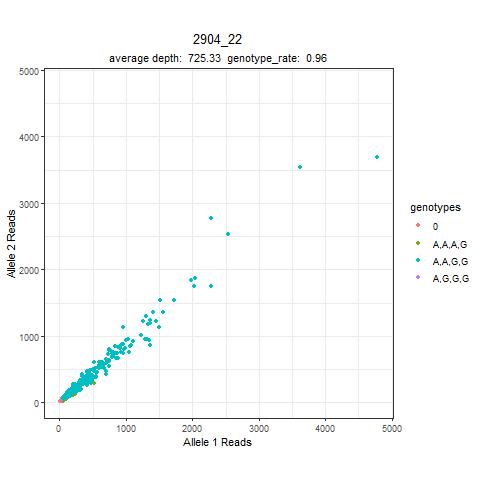 2904_22
average depth: 725.33 genotype_rate: 0.96
5000
4000
3000
2000
1000
0
Allele 2 Reads
0 1000 2000 3000 4000 5000
Allele 1 Reads
genotypes
0
A,A,A,G
A,A,G,G
A,G,G,G